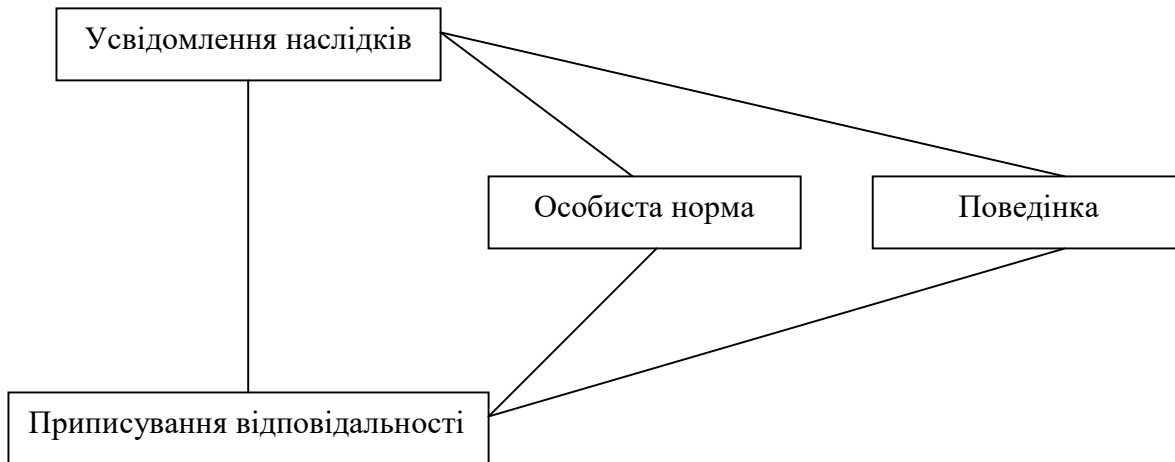 Усвідомлення наслідків
Особиста норма
Поведінка
Приписування відповідальності